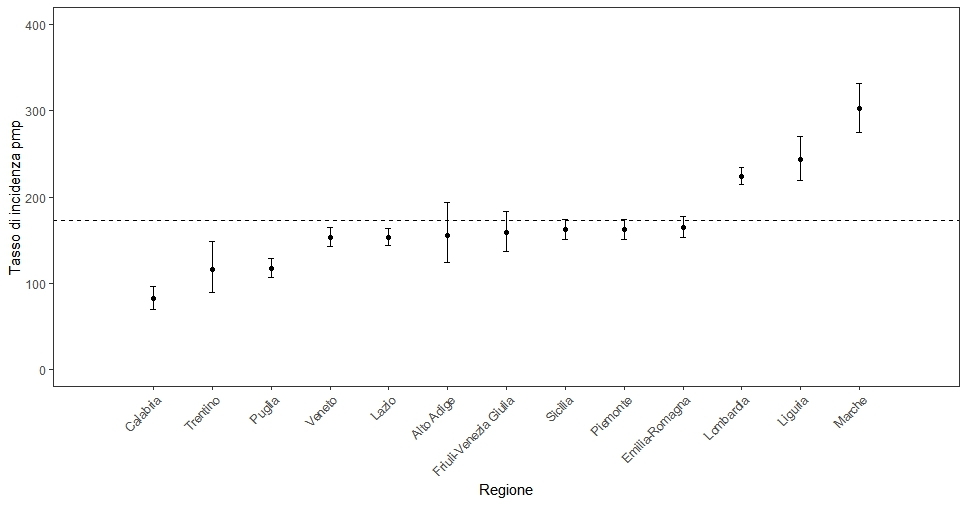 400
300
200
100
0
Tasso di incidenza pmp
Calabria
Trentino
Puglia
Veneto
Lazio
Alto Adige
Friuli-Venezia Giulia
Sicilia
Piemonte
Emilia-Romagna
Lombardia
Liguria
Marche
Regione